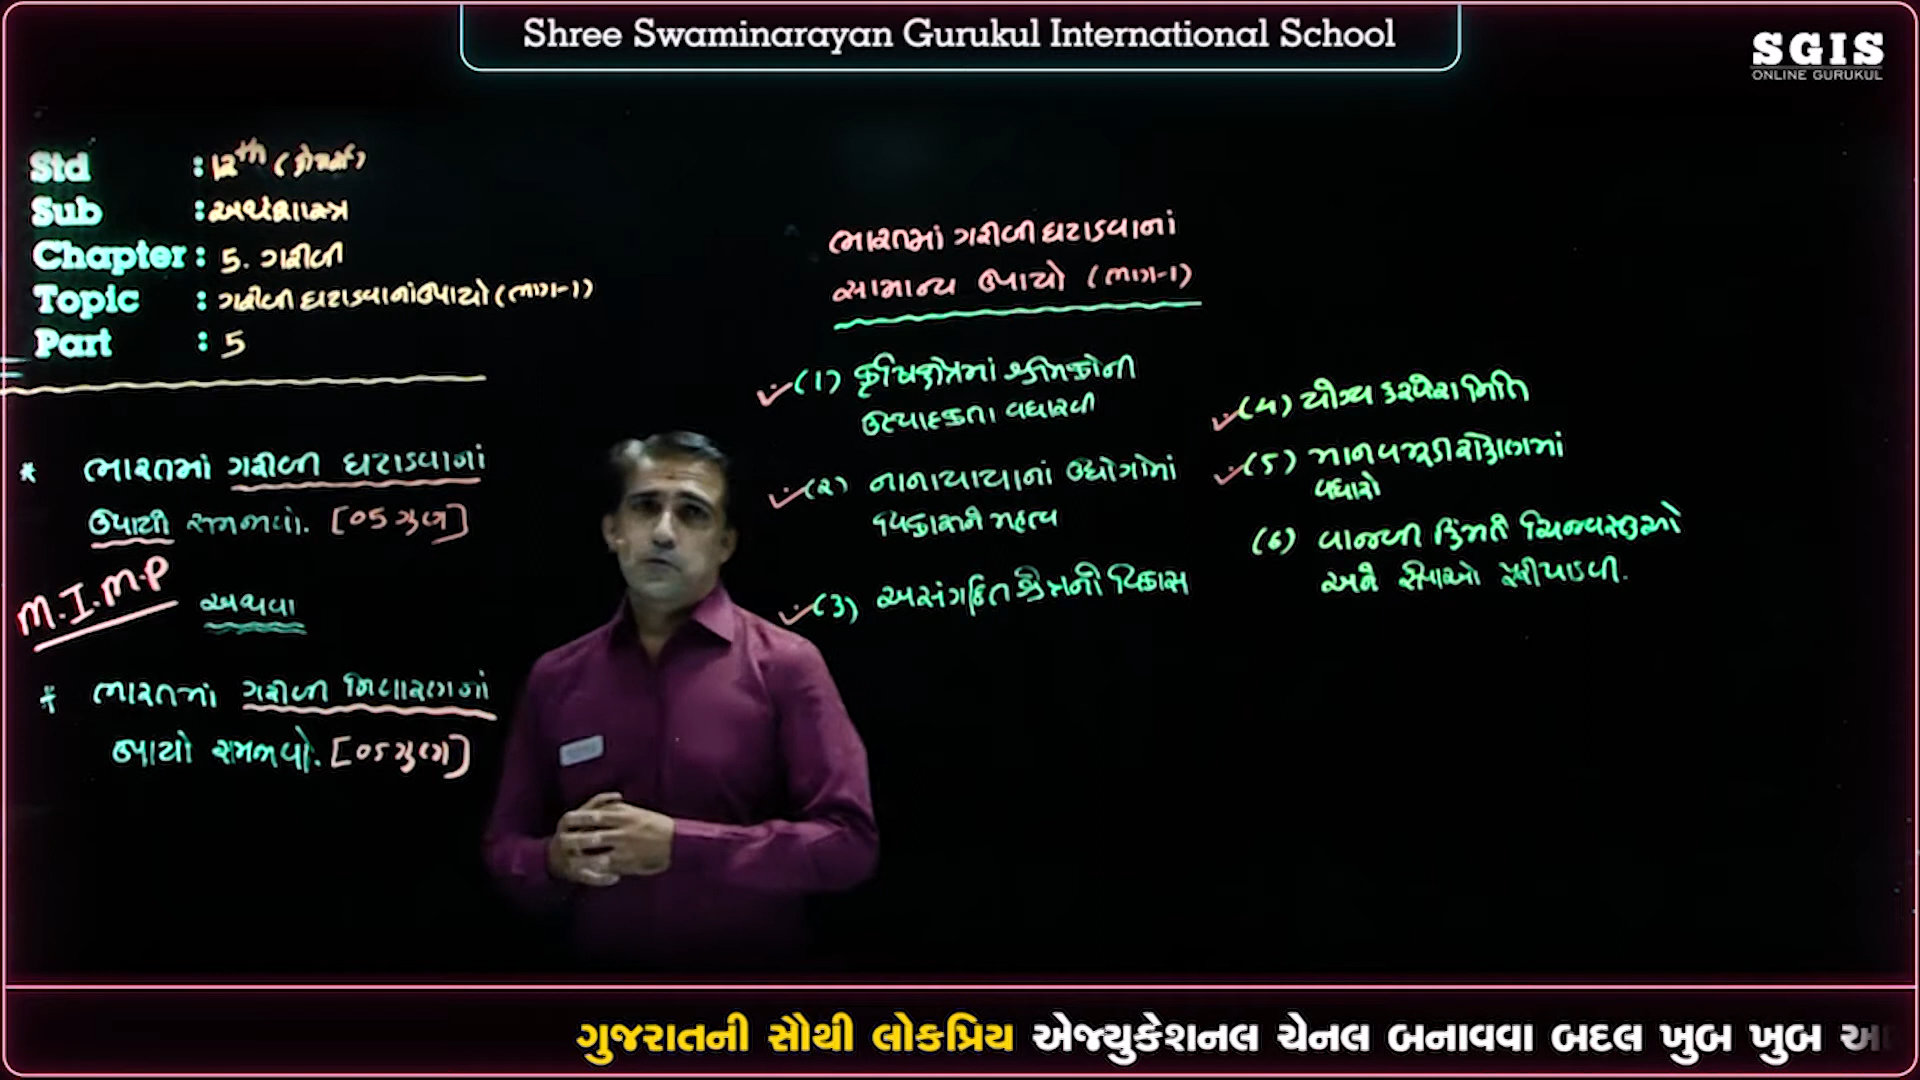 Shree Swaminarayan Gurukul International School
SGIS
ONLINE GURUKUL
Std : 12th (કોમર્સ)
Sub : અર્થશાસ્ત્ર
Chapter : 5. ગરીબી
Topic : ગરીબી ઘટાડવાનાં ઉપાયો (ભાગ-1)
Part : 5
* ભારતમાં ગરીબી ઘટાડવાનાં
ઉપાયો સમજાવો. [05 ગુણ]
M.I.M.P
અથવા
* ભારતમાં ગરીબી નિવારણનાં
ઉપાયો સમજાવો. [05 ગુણ]
ભારતમાં ગરીબી ઘટાડવાનાં
સામાન્ય ઉપાયો (ભાગ-1)
(1) કૃષિક્ષેત્રમાં શ્રમિકોની
ઉત્પાદકતા વધારવી
(2) નાનાપાયાનાં ઉદ્યોગોમાં
વિકાસને મહત્વ
(3) અસંગઠિત ક્ષેત્રની વિકાસ
(4) યોગ્ય કરવેરા નિતિ
(5) માનવમૂડીરોકાણમાં
વધારો
(6) વાજબી કિંમતે જીવનવસ્તુઓ
અને સેવાઓ પૂરી પાડવી.
ગુજરાતની સૌથી લોકપ્રિય એજ્યુકેશનલ ચેનલ બનાવવા બદલ ખુબ ખુબ